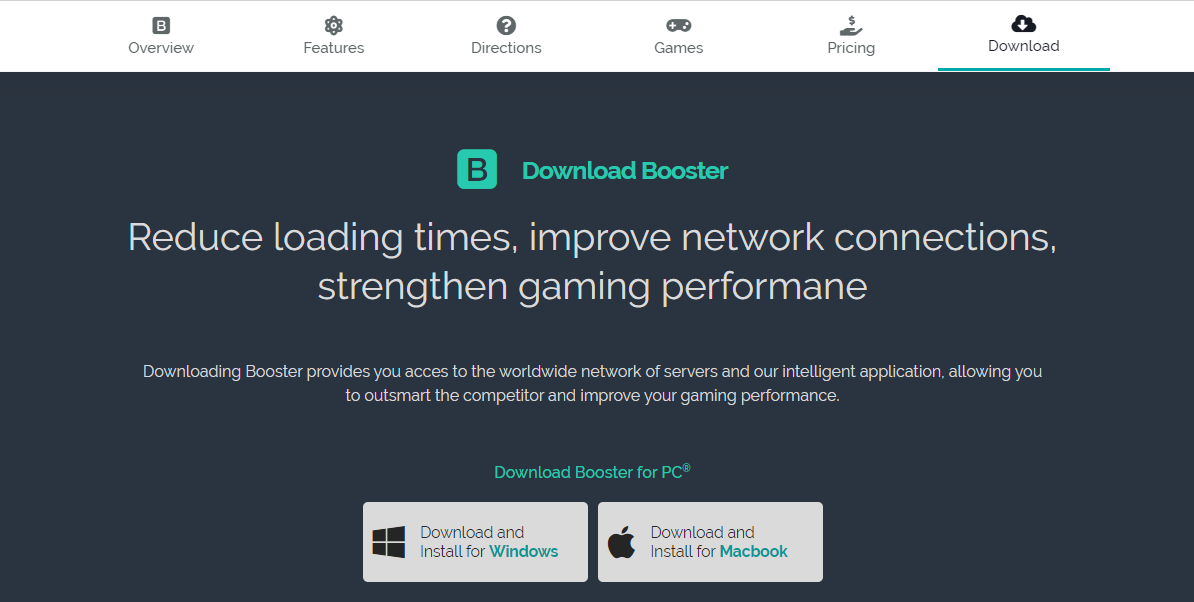 B
Overview
Features
Directions
Games
$
Pricing
Download
B Download Booster
Reduce loading times, improve network connections,
strengthen gaming performane
Downloading Booster provides you acces to the worldwide network of servers and our intelligent application, allowing you
to outsmart the competitor and improve your gaming performance.
Download Booster for PC®
Download and
Install for Windows
Download and
Install for Macbook